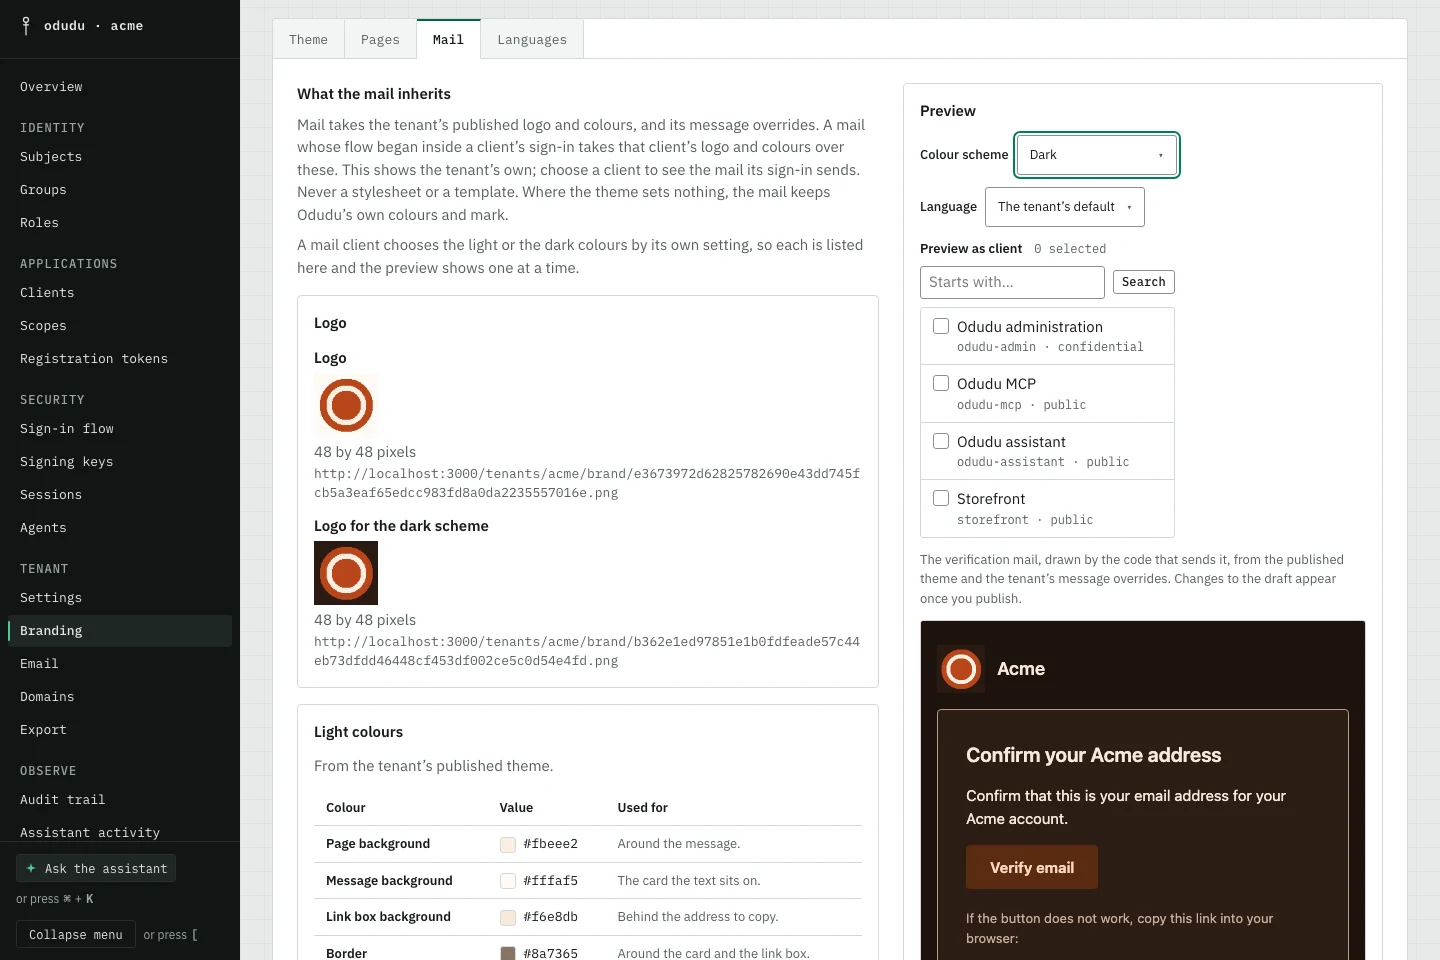 odudu · acme
Overview
IDENTITY
Subjects
Groups
Roles
APPLICATIONS
Clients
Scopes
Registration tokens
SECURITY
Sign-in flow
Signing keys
Sessions
Agents
TENANT
Settings
Branding
Email
Domains
Export
OBSERVE
Audit trail
Assistant activity
Ask the assistant
or press ⌘ + K
Collapse menu or press [
Theme Pages Mail Languages
What the mail inherits
Mail takes the tenant’s published logo and colours, and its message overrides. A mail
whose flow began inside a client’s sign-in takes that client’s logo and colours over
these. This shows the tenant’s own; choose a client to see the mail its sign-in sends.
Never a stylesheet or a template. Where the theme sets nothing, the mail keeps
Odudu’s own colours and mark.
A mail client chooses the light or the dark colours by its own setting, so each is listed
here and the preview shows one at a time.
Logo
Logo
48 by 48 pixels
http://localhost:3000/tenants/acme/brand/e3673972d62825782690e43dd745f
cb5a3eaf65edcc983fd8a0da2235557016e.png
Logo for the dark scheme
48 by 48 pixels
http://localhost:3000/tenants/acme/brand/b362e1ed97851e1b0fdfeade57c44
eb73dfdd46448cf453df002ce5c0d54e4fd.png
Light colours
From the tenant’s published theme.
Colour Value Used for
Page background #fbeee2 Around the message.
Message background #fffaf5 The card the text sits on.
Link box background #f6e8db Behind the address to copy.
Border #8a7365 Around the card and the link box.
Preview
Colour scheme Dark
Language The tenant’s default
Preview as client 0 selected
Starts with... Search
Odudu administration
odudu-admin · confidential
Odudu MCP
odudu-mcp · public
Odudu assistant
odudu-assistant · public
Storefront
storefront · public
The verification mail, drawn by the code that sends it, from the published
theme and the tenant’s message overrides. Changes to the draft appear
once you publish.
Acme
Confirm your Acme address
Confirm that this is your email address for your
Acme account.
Verify email
If the button does not work, copy this link into your
browser: